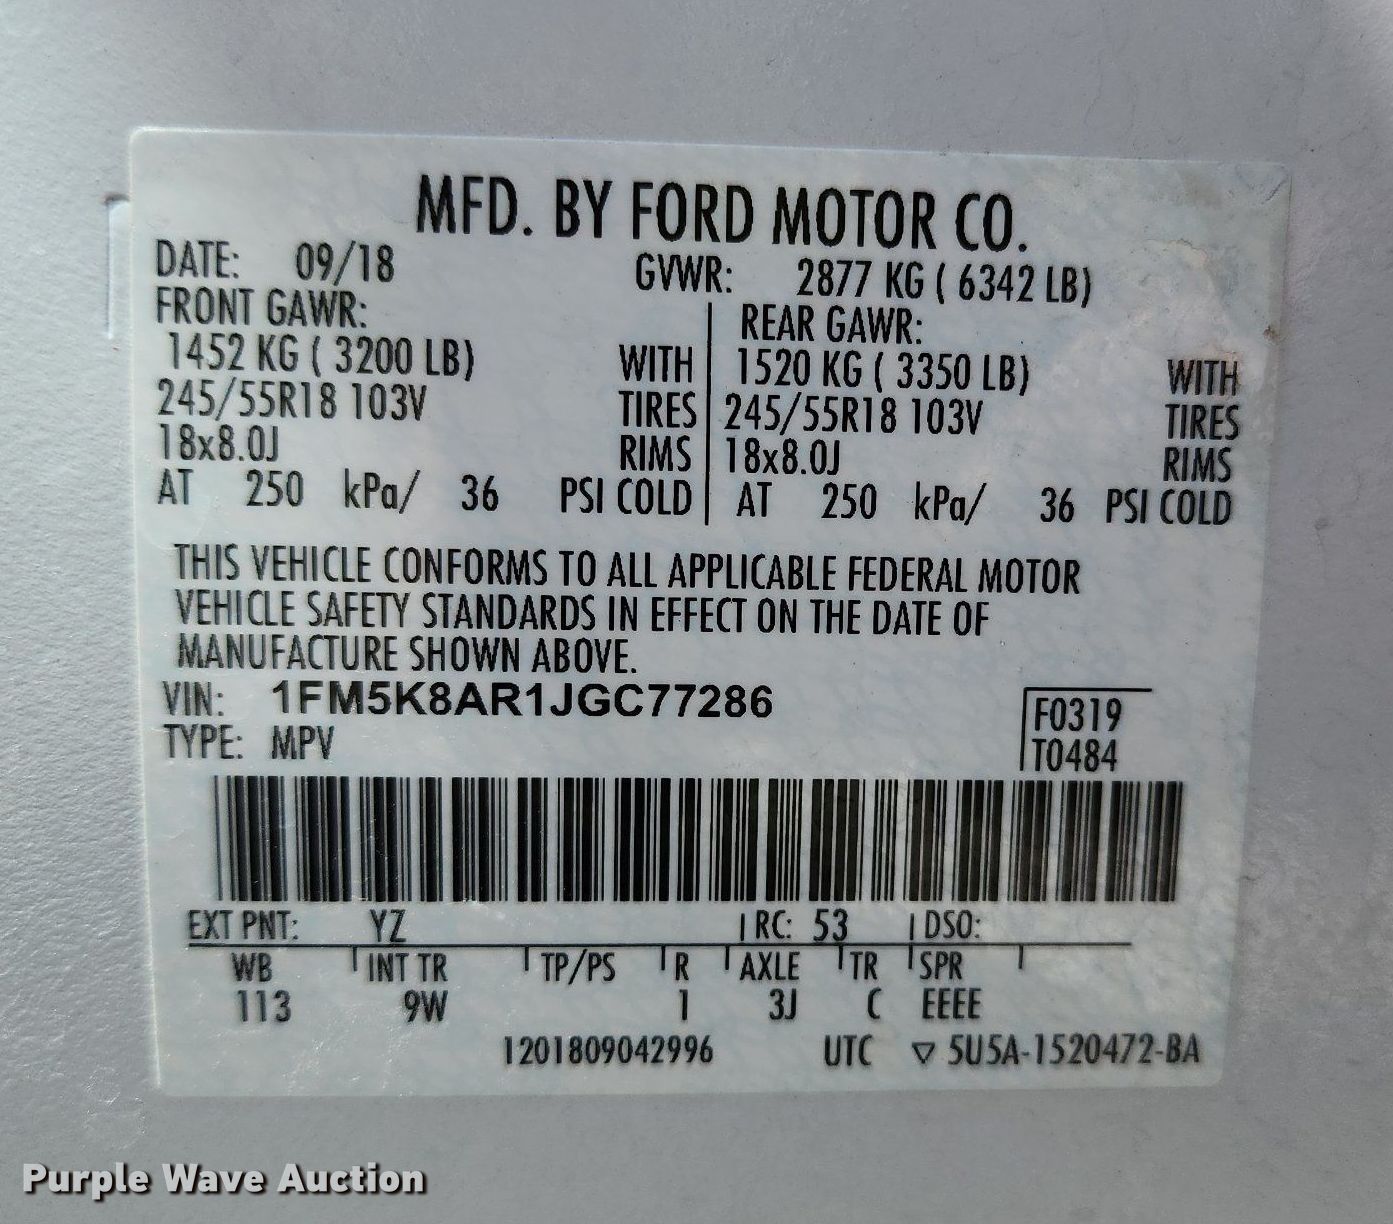 MFD. BY FORD MOTOR CO.
DATE: 09/18 GVWR: 2877 KG ( 6342 LB)
FRONT GAWR: REAR GAWR:
1452 KG ( 3200 LB) WITH 1520 KG ( 3350 LB) WITH
245/55R18 103V TIRES 245/55R18 103V TIRES
18x8.0J RIMS 18x8.0J RIMS
AT 250 kPa/ 36 PSI COLD AT 250 kPa/ 36 PSI COLD
THIS VEHICLE CONFORMS TO ALL APPLICABLE FEDERAL MOTOR
VEHICLE SAFETY STANDARDS IN EFFECT ON THE DATE OF
MANUFACTURE SHOWN ABOVE.
VIN: 1FM5K8AR1JGC77286 F0319
TYPE: MPV T0484
EXT PNT: YZ RC: 53 DSO:
WB INT TR TP/PS R AXLE TR SPR
113 9W 1 3J C EEEE
1201809042996 UTC ▽ 5U5A-1520472-BA
Purple Wave Auction